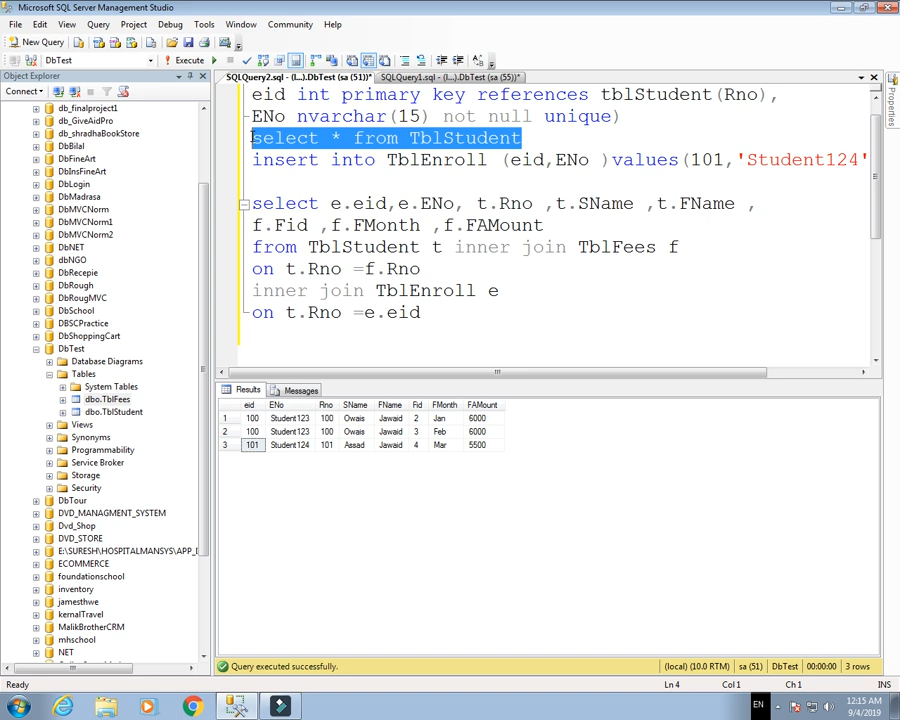 Microsoft SQL Server Management Studio
File Edit View Query Project Debug Tools Window Community Help
New Query
DbTest Execute
Object Explorer
SQLQuery2.sql - (l...).DbTest (sa (51))* SQLQuery1.sql - (l...).DbTest (sa (55))*
Connect
db_finalproject1
db_GiveAidPro
db_shradhaBookStore
DbBilal
DbFineArt
DbInsFineArt
DbLogin
DbMadrasa
DbMVCNorm
DbMVCNorm1
DbMVCNorm2
DbNET
dbNGO
DbRecepie
DbRough
DbRougMVC
DbSchool
DBSCPractice
DbShoppingCart
DbTest
Database Diagrams
Tables
System Tables
dbo.TblFees
dbo.TblStudent
Views
Synonyms
Programmability
Service Broker
Storage
Security
DbTour
DVD_MANAGMENT_SYSTEM
Dvd_Shop
DVD_STORE
E:\SURESH\HOSPITALMANSYS\APP_D
ECOMMERCE
foundationschool
inventory
jamesthwe
kernalTravel
MalikBrotherCRM
mhschool
NET
eid int primary key references tblStudent(Rno),
ENo nvarchar(15) not null unique)
select * from TblStudent
insert into TblEnroll (eid,ENo )values(101,'Student124'
select e.eid,e.ENo, t.Rno ,t.SName ,t.FName ,
f.Fid ,f.FMonth ,f.FAMount
from TblStudent t inner join TblFees f
on t.Rno =f.Rno
inner join TblEnroll e
on t.Rno =e.eid
Results Messages
eid ENo Rno SName FName Fid FMonth FAMount
1 100 Student123 100 Owais Jawaid 2 Jan 6000
2 100 Student123 100 Owais Jawaid 3 Feb 6000
3 101 Student124 101 Assad Jawaid 4 Mar 5500
Properties
Query executed successfully. (local) (10.0 RTM) sa (51) DbTest 00:00:00 3 rows
Ready Ln 4 Col 1 Ch 1 INS
EN 12:15 AM
9/4/2019